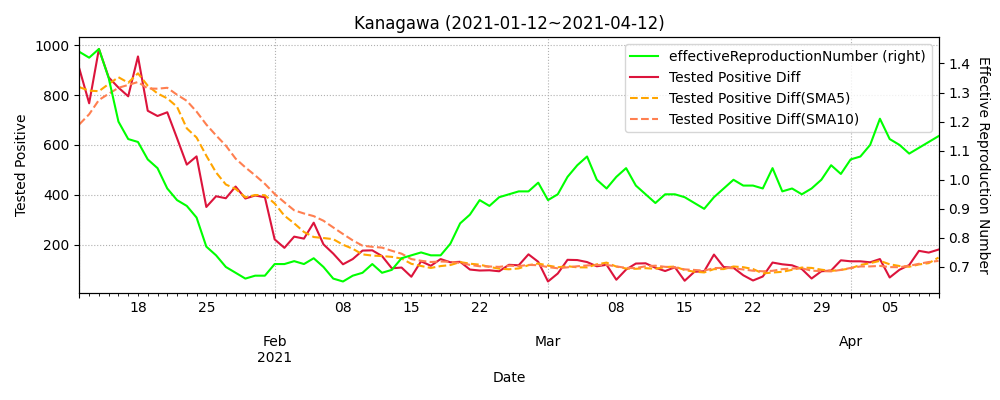 Kanagawa (2021-01-12~2021-04-12)
effectiveReproductionNumber (right)
Tested Positive Diff
Tested Positive Diff(SMA5)
Tested Positive Diff(SMA10)
Tested Positive
1000
800
600
400
200
1.4
1.3
1.2
1.1
1.0
0.9
0.8
0.7
Effective Reproduction Number
18 25 08 15 22 08 15 22 29 05
Feb Mar Apr
2021
Date